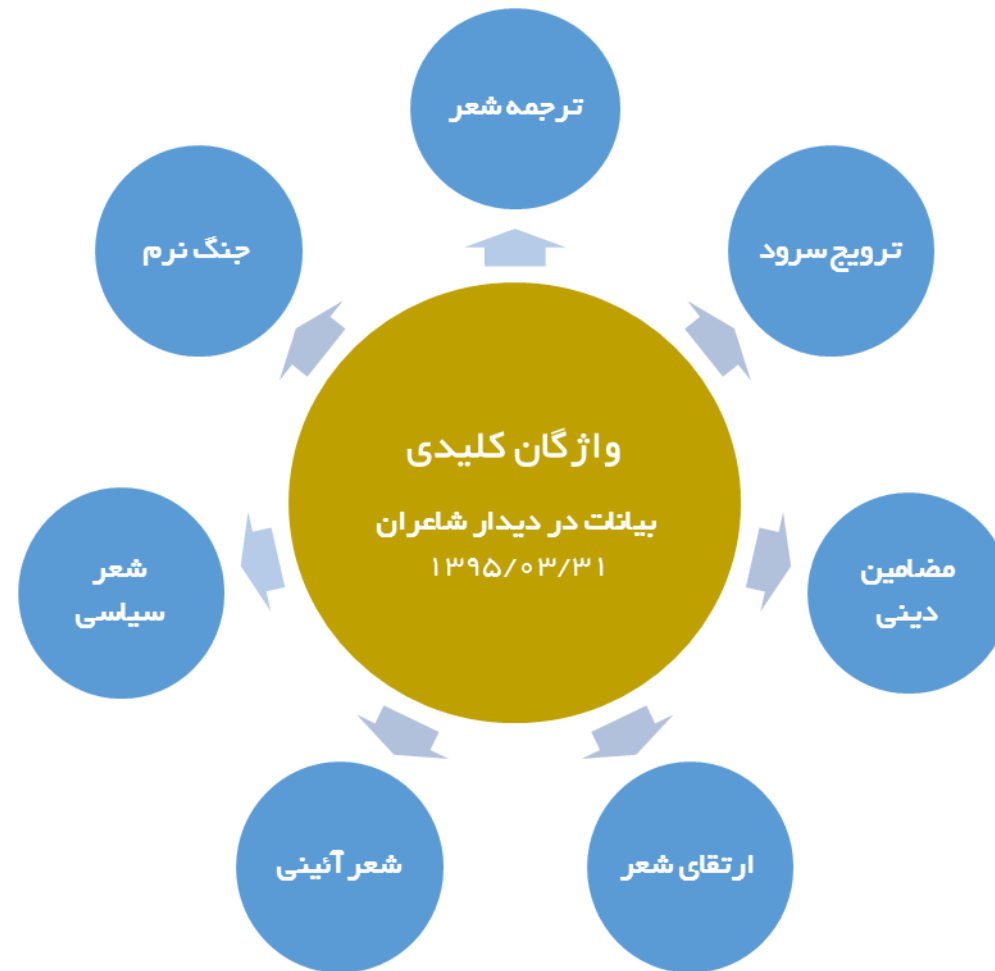 ترجمه شعر
ترویج سرود
جنگ نرم
واژگان کلیدی
بیانات در دیدار شاعران
۱۳۹۵/۰۳/۳۱
مضامین
دینی
شعر
سیاسی
ارتقای شعر
شعر آئینی